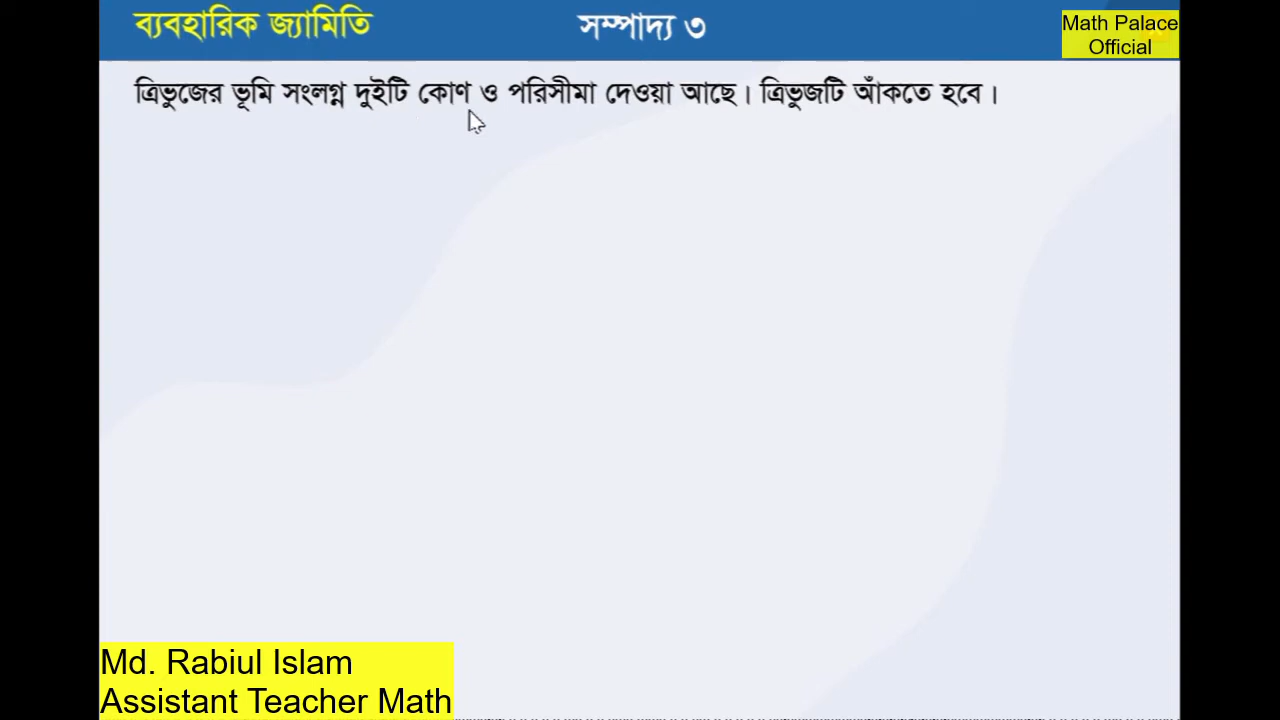 ব্যবহারিক জ্যামিতি
সম্পাদ্য ৩
Math Palace
Official
ত্রিভুজের ভূমি সংলগ্ন দুইটি কোণ ও পরিসীমা দেওয়া আছে। ত্রিভুজটি আঁকতে হবে।
Md. Rabiul Islam
Assistant Teacher Math